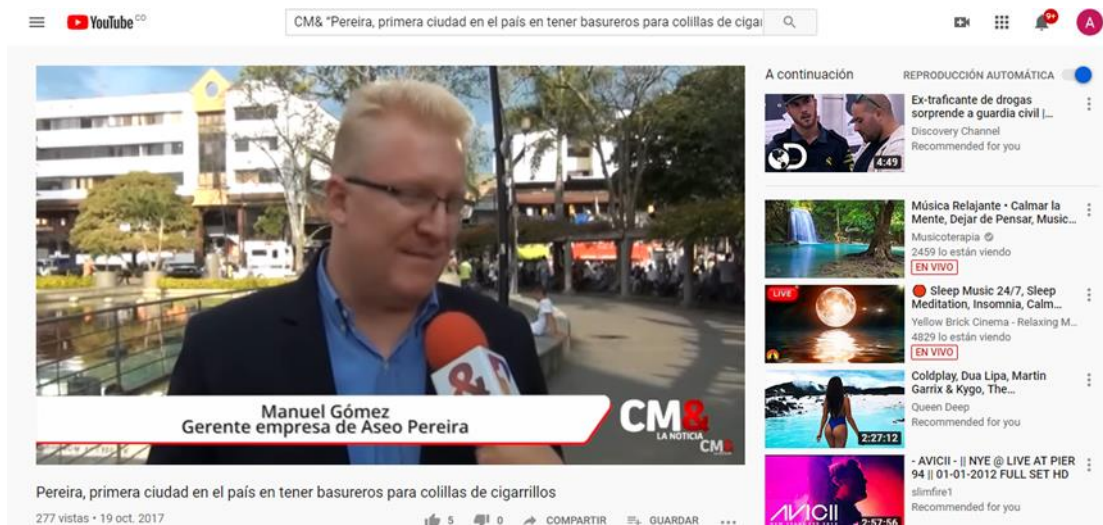 YouTube CO
CM& "Pereira, primera ciudad en el país en tener basureros para colillas de cigar
9+
A
Manuel Gómez
Gerente empresa de Aseo Pereira
CM&
LA NOTICIA
CM&
Pereira, primera ciudad en el país en tener basureros para colillas de cigarrillos
277 vistas • 19 oct. 2017
5 0 COMPARTIR GUARDAR
A continuación REPRODUCCIÓN AUTOMÁTICA
Ex-traficante de drogas
sorprende a guardia civil |...
Discovery Channel
Recommended for you
4:49
Música Relajante • Calmar la
Mente, Dejar de Pensar, Music...
Musicoterapia
2459 lo están viendo
EN VIVO
LIVE
Sleep Music 24/7, Sleep
Meditation, Insomnia, Calm...
Yellow Brick Cinema - Relaxing M...
4829 lo están viendo
EN VIVO
Coldplay, Dua Lipa, Martin
Garrix & Kygo, The...
Queen Deep
Recommended for you
2:27:12
- AVICII - || NYE @ LIVE AT PIER
94 || 01-01-2012 FULL SET HD
slimfire1
Recommended for you
AVICII
2:57:56